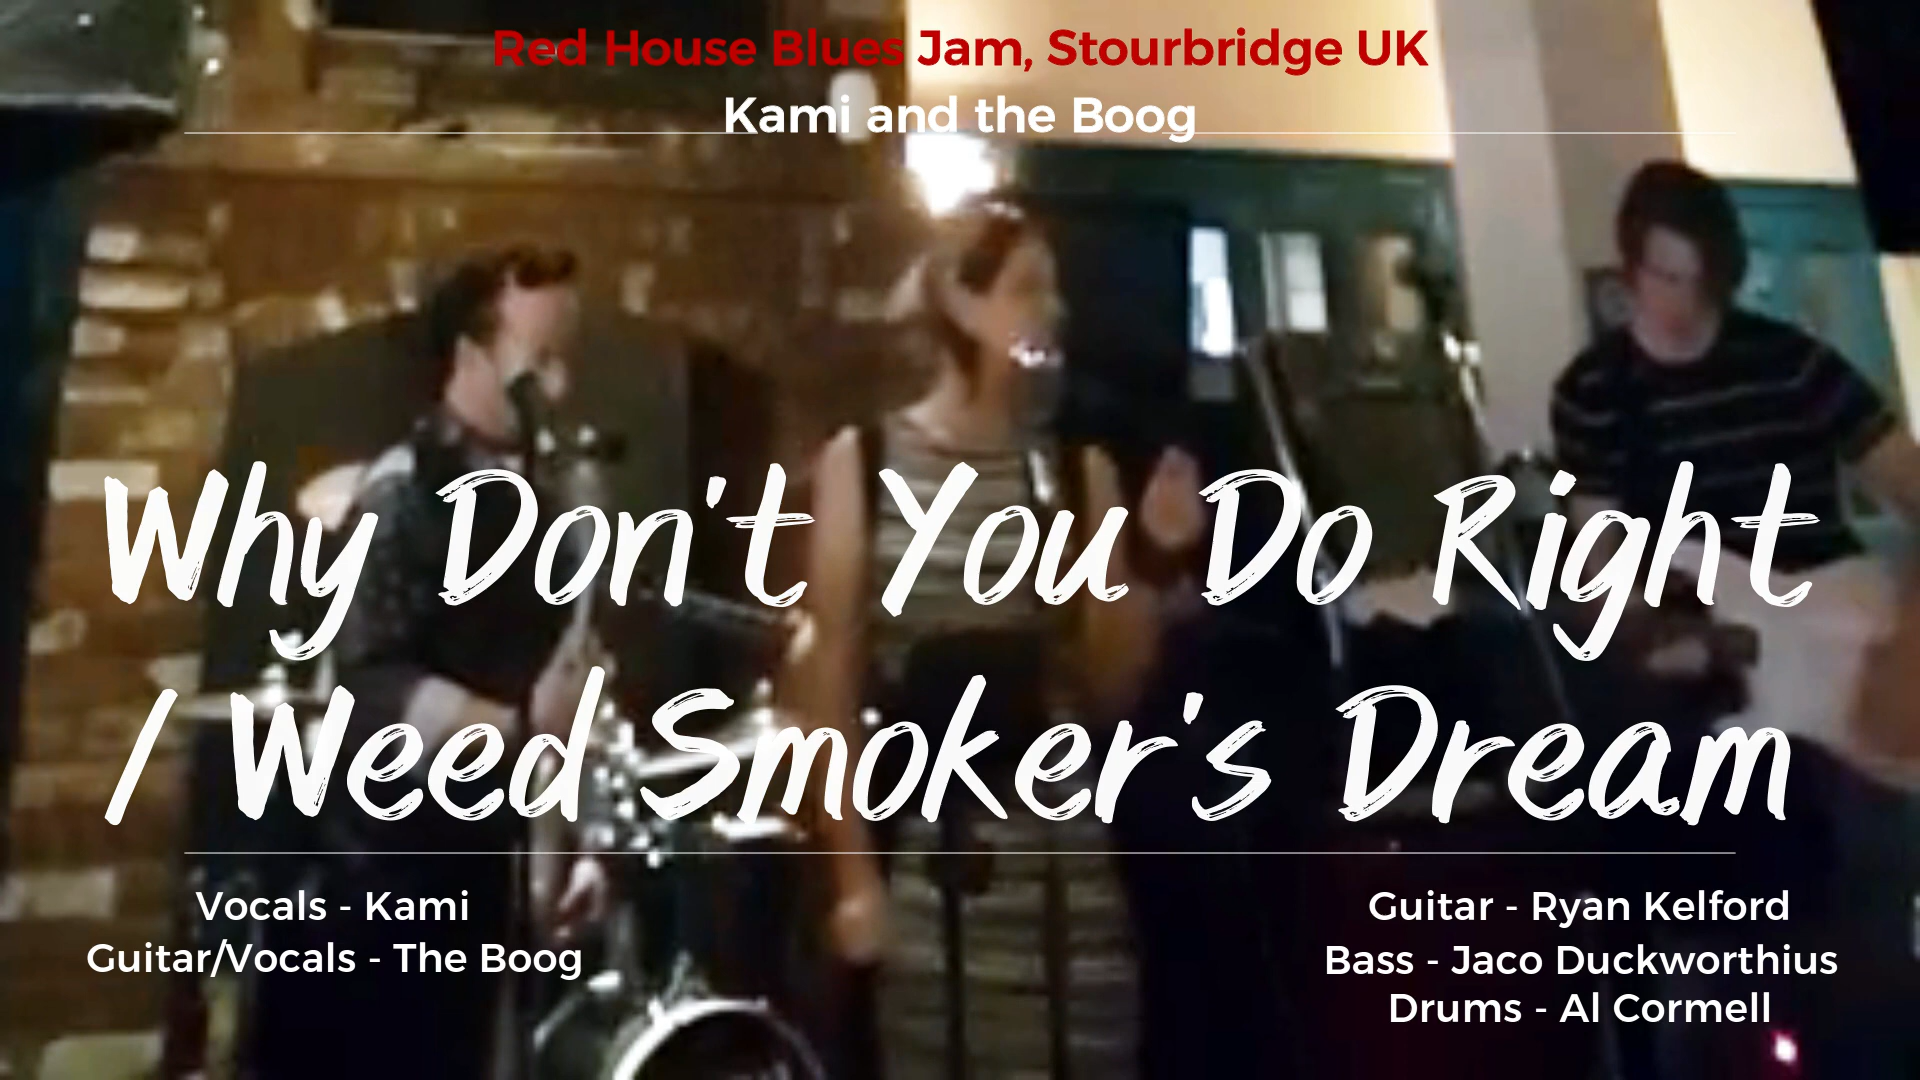 Red House Blues Jam, Stourbridge UK
Kami and the Boog
Why Don't You Do Right
/ Weed Smoker's Dream
Vocals - Kami
Guitar/Vocals - The Boog
Guitar - Ryan Kelford
Bass - Jaco Duckworthius
Drums - Al Cormell